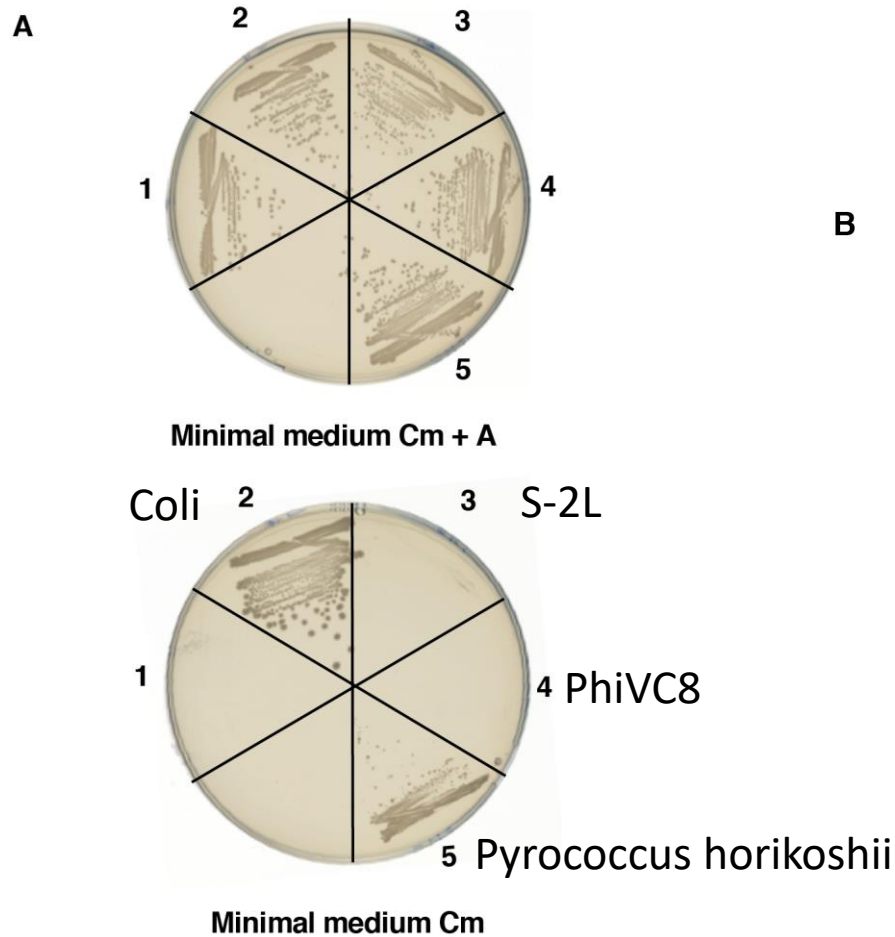 A
2 3
1 4
B
5
Minimal medium Cm + A
Coli 2 3 S-2L
1 4 PhiVC8
5 Pyrococcus horikoshii
Minimal medium Cm